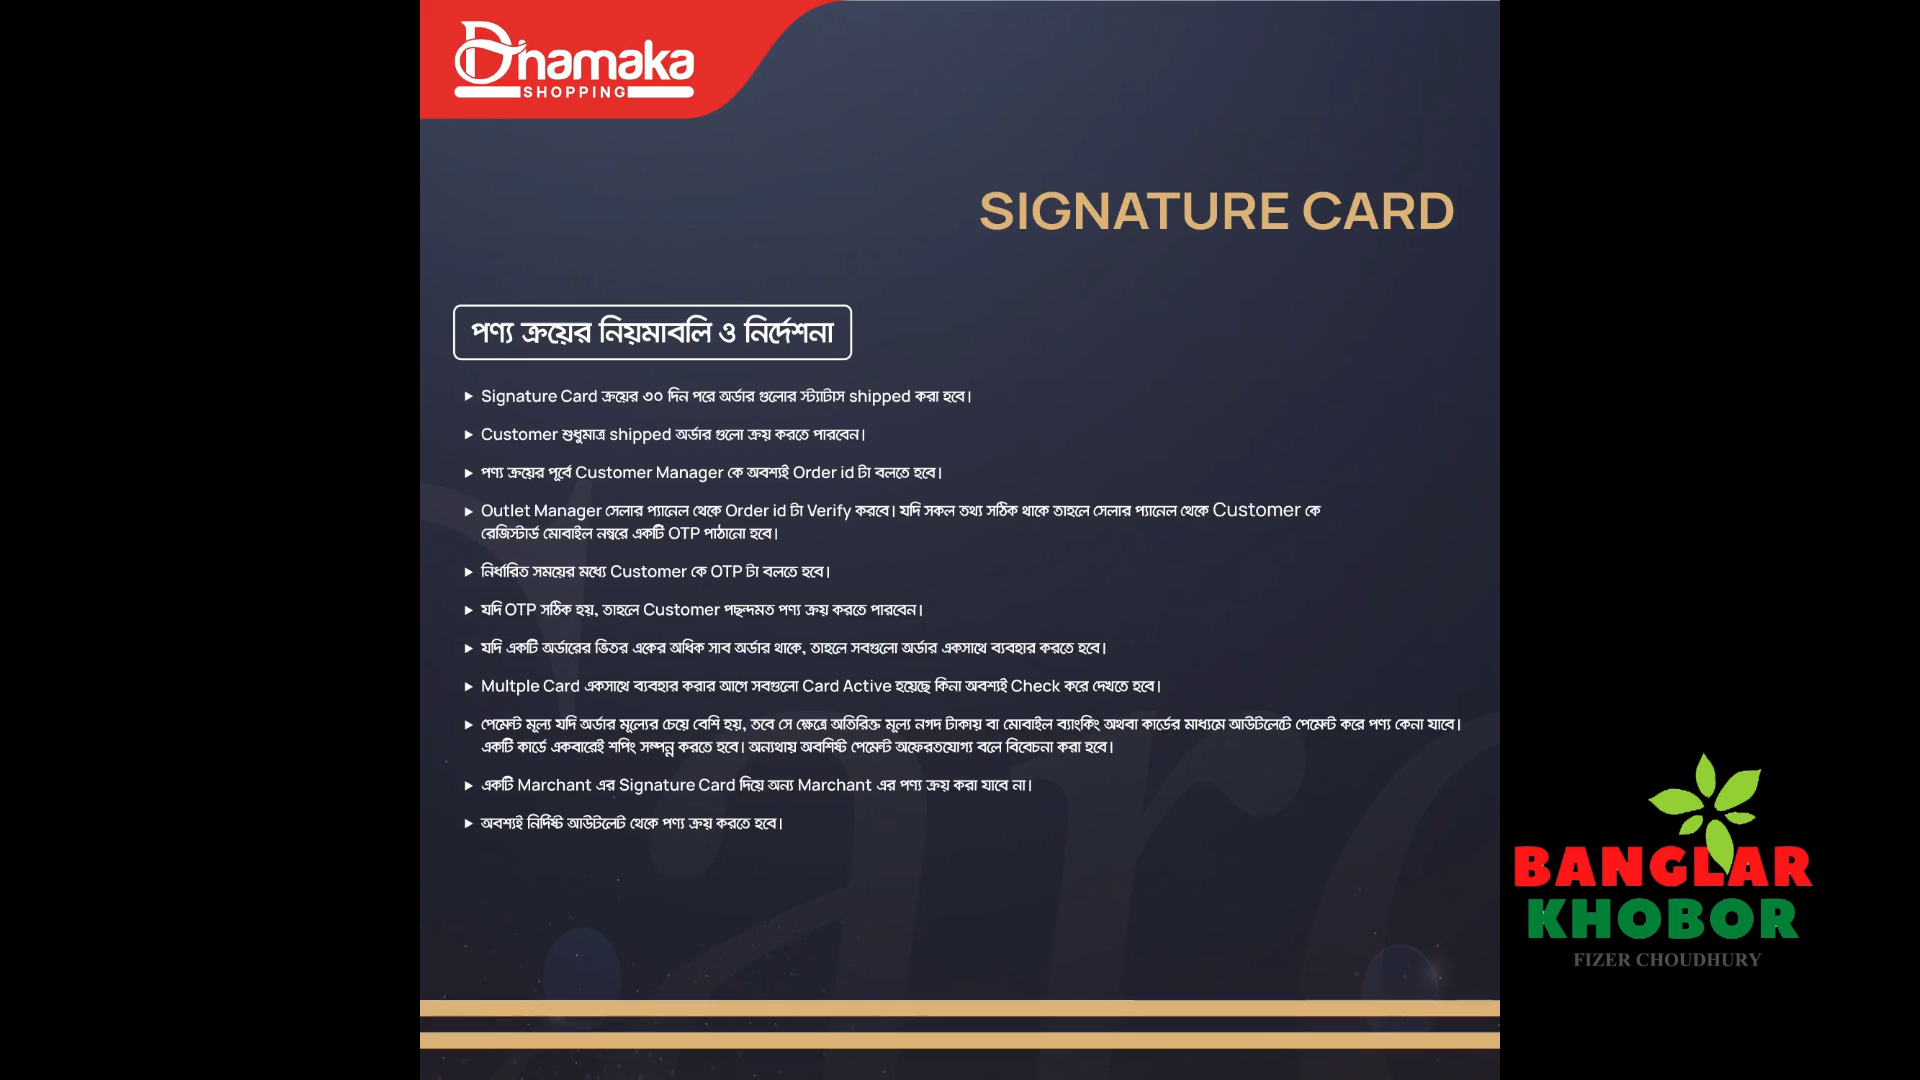 Dhamaka
SHOPPING
SIGNATURE CARD
পণ্য ক্রয়ের নিয়মাবলি ও নির্দেশনা
Signature Card ক্রয়ের ৩০ দিন পরে অর্ডার গুলোর স্ট্যাটাস shipped করা হবে।
Customer শুধুমাত্র shipped অর্ডার গুলো ক্রয় করতে পারবেন।
পণ্য ক্রয়ের পূর্বে Customer Manager কে অবশ্যই Order id টা বলতে হবে।
Outlet Manager সেলার প্যানেল থেকে Order id টা Verify করবে। যদি সকল তথ্য সঠিক থাকে তাহলে সেলার প্যানেল থেকে Customer কে
রেজিস্টার্ড মোবাইল নম্বরে একটি OTP পাঠানো হবে।
নির্ধারিত সময়ের মধ্যে Customer কে OTP টা বলতে হবে।
যদি OTP সঠিক হয়, তাহলে Customer পছন্দমত পণ্য ক্রয় করতে পারবেন।
যদি একটি অর্ডারের ভিতর একের অধিক সাব অর্ডার থাকে, তাহলে সবগুলো অর্ডার একসাথে ব্যবহার করতে হবে।
Multple Card একসাথে ব্যবহার করার আগে সবগুলো Card Active হয়েছে কিনা অবশ্যই Check করে দেখতে হবে।
পেমেন্ট মূল্য যদি অর্ডার মূল্যের চেয়ে বেশি হয়, তবে সে ক্ষেত্রে অতিরিক্ত মূল্য নগদ টাকায় বা মোবাইল ব্যাংকিং অথবা কার্ডের মাধ্যমে আউটলেটে পেমেন্ট করে পণ্য কেনা যাবে।
একটি কার্ডে একবারেই শপিং সম্পন্ন করতে হবে। অন্যথায় অবশিষ্ট পেমেন্ট অফেরতযোগ্য বলে বিবেচনা করা হবে।
একটি Marchant এর Signature Card দিয়ে অন্য Marchant এর পণ্য ক্রয় করা যাবে না।
অবশ্যই নির্দিষ্ট আউটলেট থেকে পণ্য ক্রয় করতে হবে।
BANGLAR
KHOBOR
FIZER CHOUDHURY